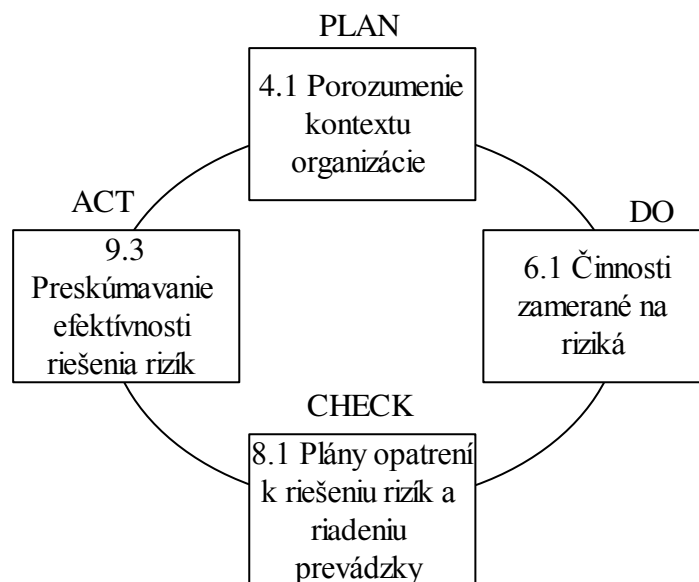 PLAN
4.1 Porozumenie
kontextu
organizácie
DO
6.1 Činnosti
zamerané na
riziká
CHECK
8.1 Plány opatrení
k riešeniu rizík a
riadeniu
prevádzky
ACT
9.3
Preskúmavanie
efektívnosti
riešenia rizík